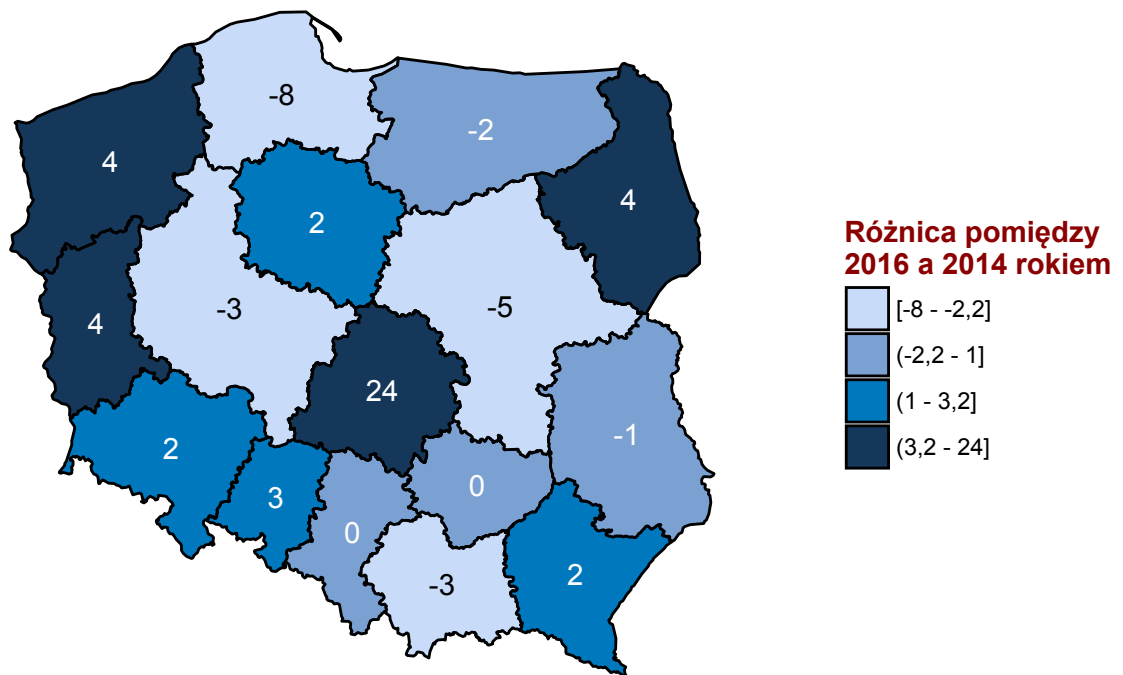 -8
-2
4
4
2
-3
-5
4
24
-1
2
0
3
0
2
-3
Różnica pomiędzy
2016 a 2014 rokiem
[-8 - -2,2]
(-2,2 - 1]
(1 - 3,2]
(3,2 - 24]